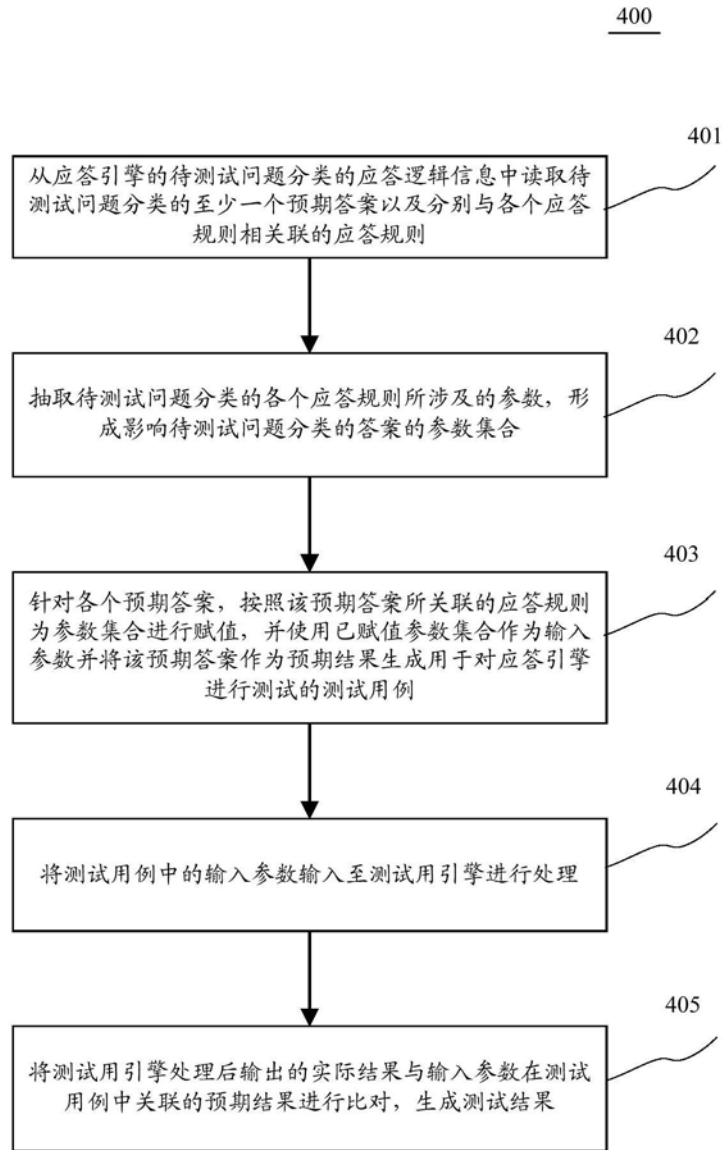 400
401
从应答引擎的待测试问题分类的应答逻辑信息中读取待
测试问题分类的至少一个预期答案以及分别与各个应答
规则相关联的应答规则
402
抽取待测试问题分类的各个应答规则所涉及的参数，形
成影响待测试问题分类的答案的参数集合
403
针对各个预期答案，按照该预期答案所关联的应答规则
为参数集合进行赋值，并使用已赋值参数集合作为输入
参数并将该预期答案作为预期结果生成用于对应答引擎
进行测试的测试用例
404
将测试用例中的输入参数输入至测试用引擎进行处理
405
将测试用引擎处理后输出的实际结果与输入参数在测试
用例中关联的预期结果进行比对，生成测试结果